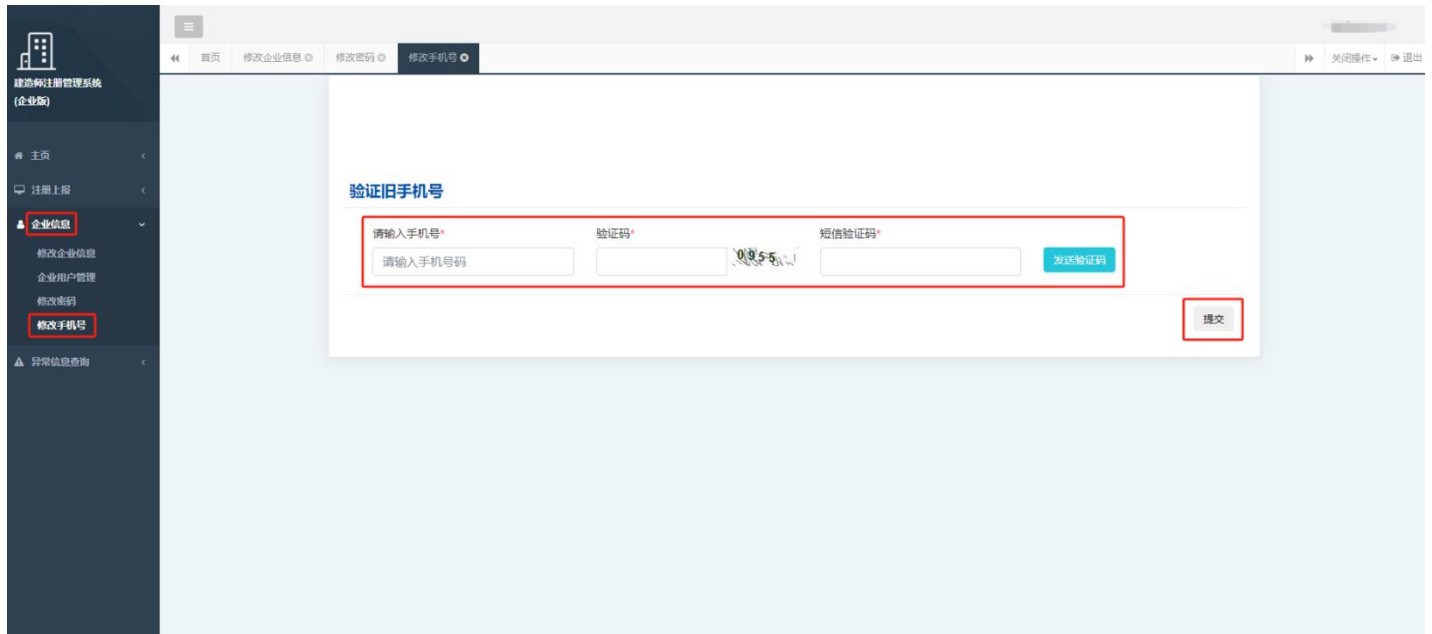 建造师注册管理系统
(企业版)
主页
注册上报
企业信息
修改企业信息
企业用户管理
修改密码
修改手机号
异常信息查询
首页 修改企业信息 修改密码 修改手机号 关闭操作 退出
验证旧手机号
请输入手机号* 验证码* 短信验证码*
请输入手机号码 0955 发送验证码
提交